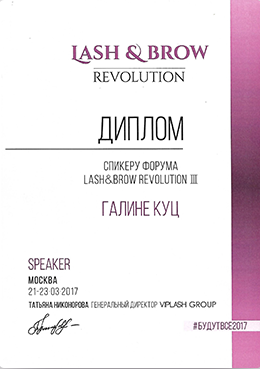 LASH & BROW
REVOLUTION
ДИПЛОМ
СПИКЕРУ ФОРУМА
LASH&BROW REVOLUTION III
ГАЛИНЕ КУЦ
SPEAKER
МОСКВА
21-23 03 2017
ТАТЬЯНА НИКОНОРОВА ГЕНЕРАЛЬНЫЙ ДИРЕКТОР VIPLASH GROUP
#БУДУТВСЕ2017